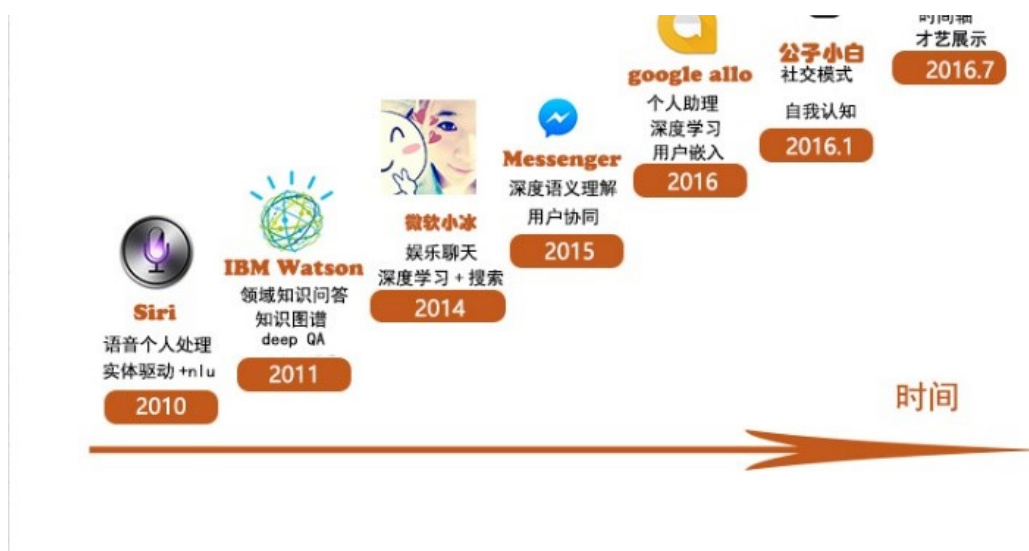 Siri
语音个人处理
实体驱动+nlu
2010
IBM Watson
领域知识问答
知识图谱
deep QA
2011
微软小冰
娱乐聊天
深度学习+搜索
2014
Messenger
深度语义理解
用户协同
2015
google allo
个人助理
深度学习
用户嵌入
2016
公子小白
社交模式
自我认知
2016.1
时间轴
才艺展示
2016.7
时间